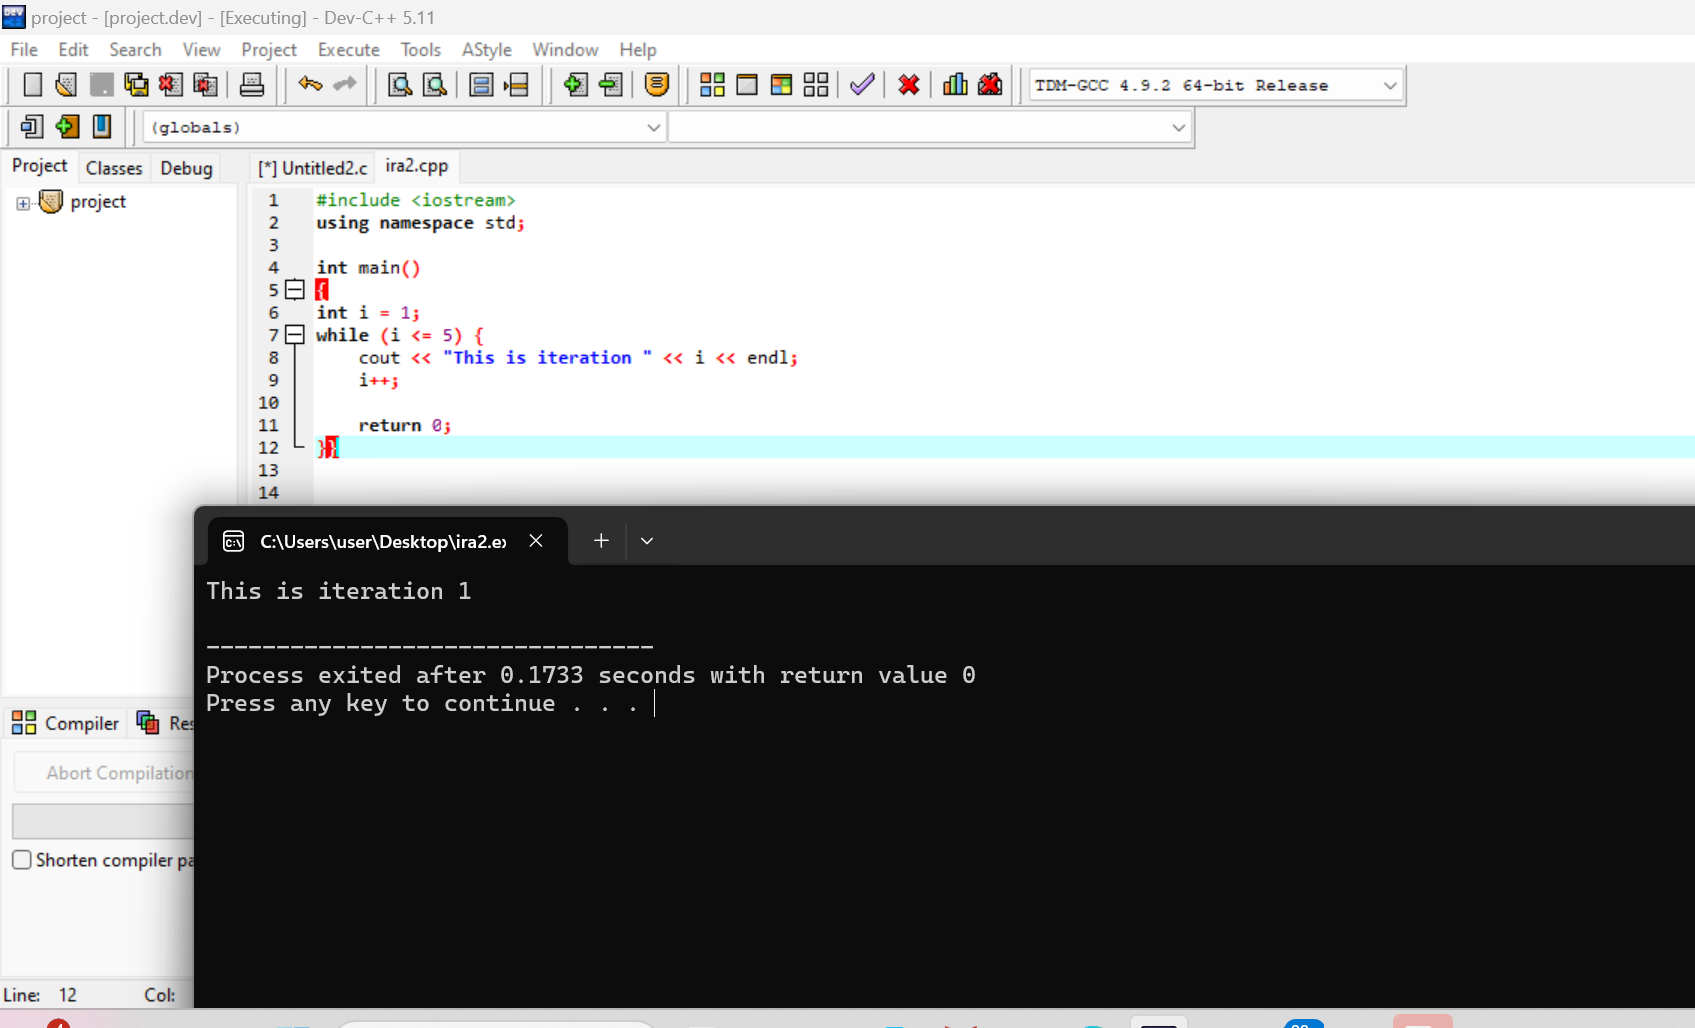 project - [project.dev] - [Executing] - Dev-C++ 5.11
File Edit Search View Project Execute Tools AStyle Window Help
TDM-GCC 4.9.2 64-bit Release
(globals)
Project Classes Debug [*] Untitled2.c ira2.cpp
project
1 #include <iostream>
2 using namespace std;
3
4 int main()
5 {
6 int i = 1;
7 while (i <= 5) {
8     cout << "This is iteration " << i << endl;
9     i++;
10
11     return 0;
12 }}
13
14
C:\Users\user\Desktop\ira2.e
This is iteration 1
--------------------------------
Process exited after 0.1733 seconds with return value 0
Press any key to continue . . .
Compiler Res
Abort Compilation
Shorten compiler pa
Line: 12 Col: